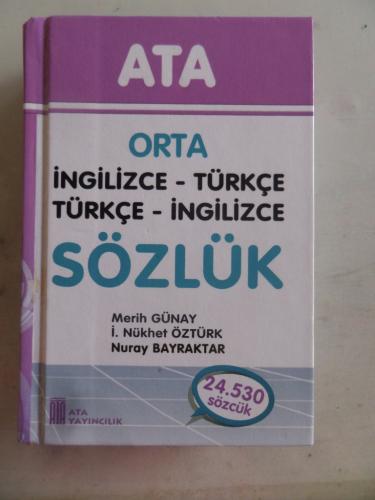 ATA
ORTA
İNGİLİZCE - TÜRKÇE
TÜRKÇE - İNGİLİZCE
SÖZLÜK
Merih GÜNAY
İ. Nükhet ÖZTÜRK
Nuray BAYRAKTAR
24.530
sözcük
ATA
YAYINCILIK